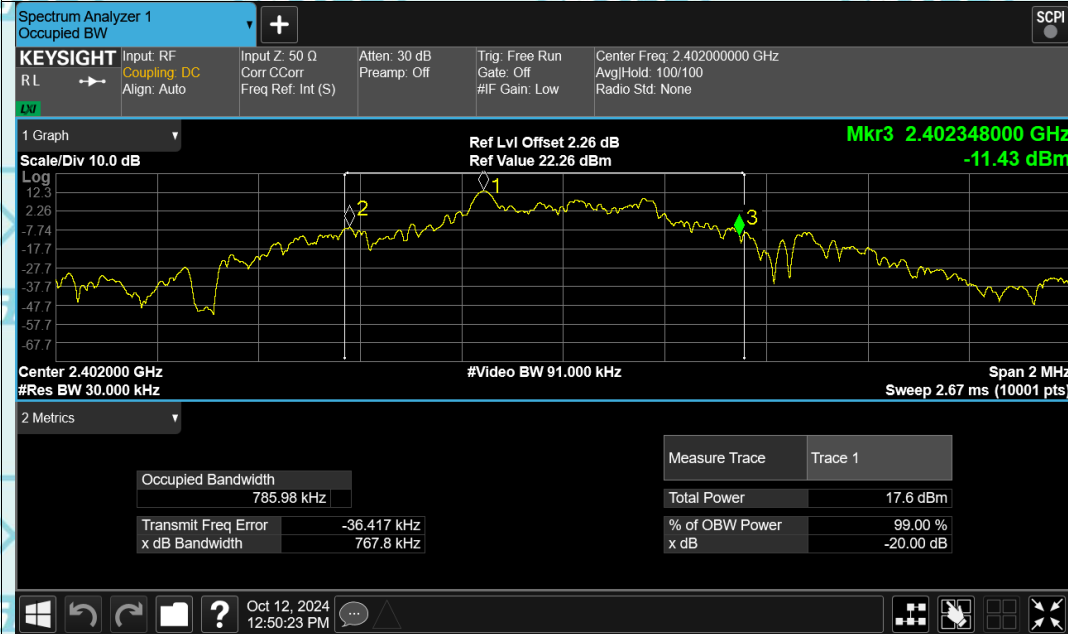 Spectrum Analyzer 1
Occupied BW
SCPI
KEYSIGHT Input: RF
R L
Coupling: DC
Align: Auto
LXI
Input Z: 50 Ω
Corr CCorr
Freq Ref: Int (S)
Atten: 30 dB
Preamp: Off
Trig: Free Run
Gate: Off
#IF Gain: Low
Center Freq: 2.402000000 GHz
Avg|Hold: 100/100
Radio Std: None
1 Graph
Mkr3 2.402348000 GHz
-11.43 dBm
Scale/Div 10.0 dB
Ref Lvl Offset 2.26 dB
Ref Value 22.26 dBm
Log
12.3
2.26
-7.74
-17.7
-27.7
-37.7
-47.7
-57.7
-67.7
1
2
3
Center 2.402000 GHz
#Res BW 30.000 kHz
#Video BW 91.000 kHz
Span 2 MHz
Sweep 2.67 ms (10001 pts)
2 Metrics
Occupied Bandwidth
785.98 kHz
Transmit Freq Error -36.417 kHz
x dB Bandwidth 767.8 kHz
Measure Trace Trace 1
Total Power 17.6 dBm
% of OBW Power 99.00 %
x dB -20.00 dB
Oct 12, 2024
12:50:23 PM